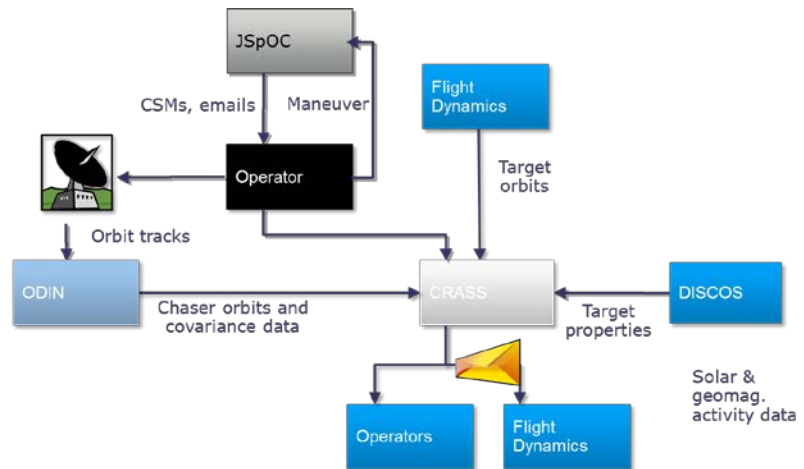 JSpOC
CSMs, emails
Maneuver
Flight
Dynamics
Operator
Target
orbits
Orbit tracks
ODIN
CRASS
DISCOS
Chaser orbits and
covariance data
Target
properties
Solar &
geomag.
activity data
Operators
Flight
Dynamics